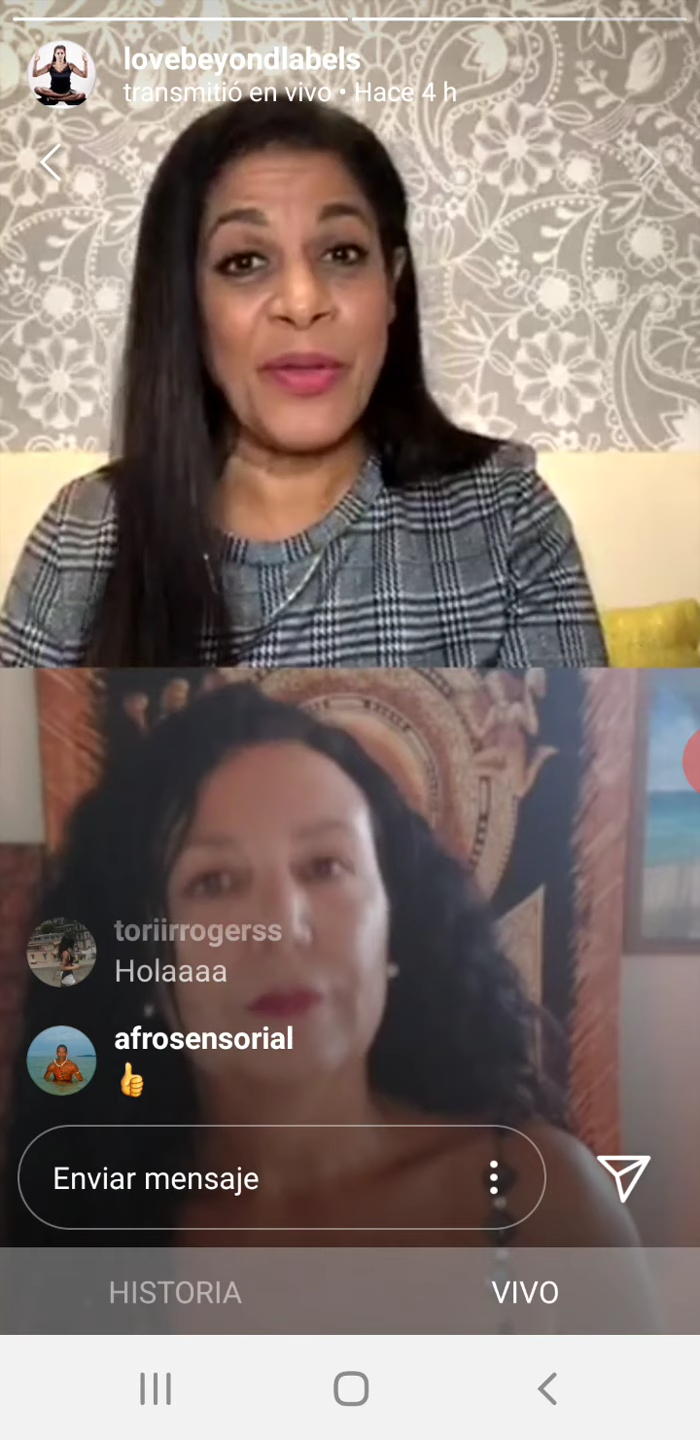 lovebeyondlabels
transmitió en vivo • Hace 4 h
toriirrogerss
Holaaaa
afrosensorial
👍
Enviar mensaje
HISTORIA
VIVO